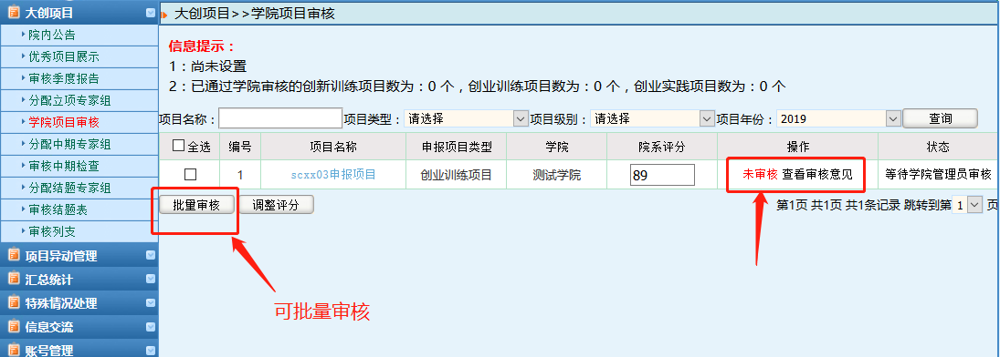 大创项目
院内公告
优秀项目展示
审核季度报告
分配立项专家组
学院项目审核
分配中期专家组
审核中期检查
分配结题专家组
审核结题表
审核列支
项目异动管理
汇总统计
特殊情况处理
信息交流
账号管理
大创项目>>学院项目审核
信息提示：
1：尚未设置
2：已通过学院审核的创新训练项目数为：0 个，创业训练项目数为：0 个，创业实践项目数为：0 个
项目名称： 项目类型： 请选择 项目级别： 请选择 项目年份： 2019 查询
全选 编号 项目名称 申报项目类型 学院 院系评分 操作 状态
1 scxx03申报项目 创业训练项目 测试学院 89 未审核 查看审核意见 等待学院管理员审核
批量审核 调整评分 第1页 共1页 共1条记录 跳转到第 1 页
可批量审核